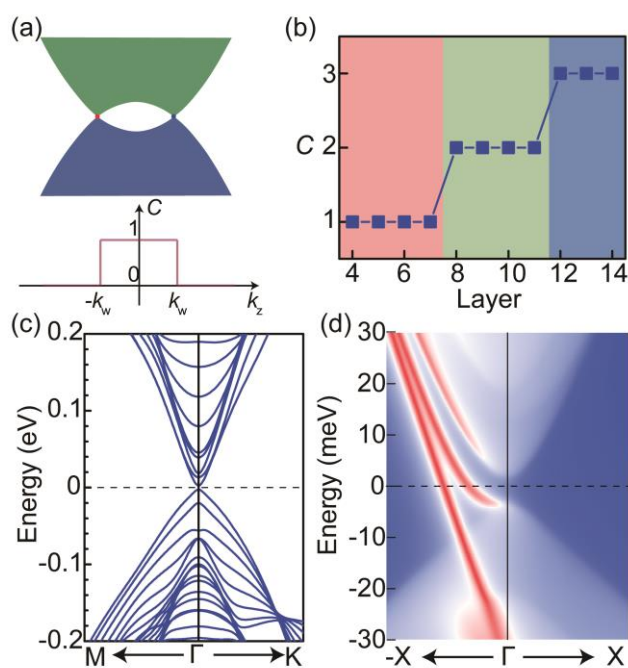 (a)
C
1
0
-kw
kw
kz
(b)
3
C 2
1
4 6 8 10 12 14
Layer
(c)
0.2
0.1
0
-0.1
-0.2
Energy (eV)
M Γ K
(d)
30
20
10
0
-10
-20
-30
Energy (meV)
-X Γ X